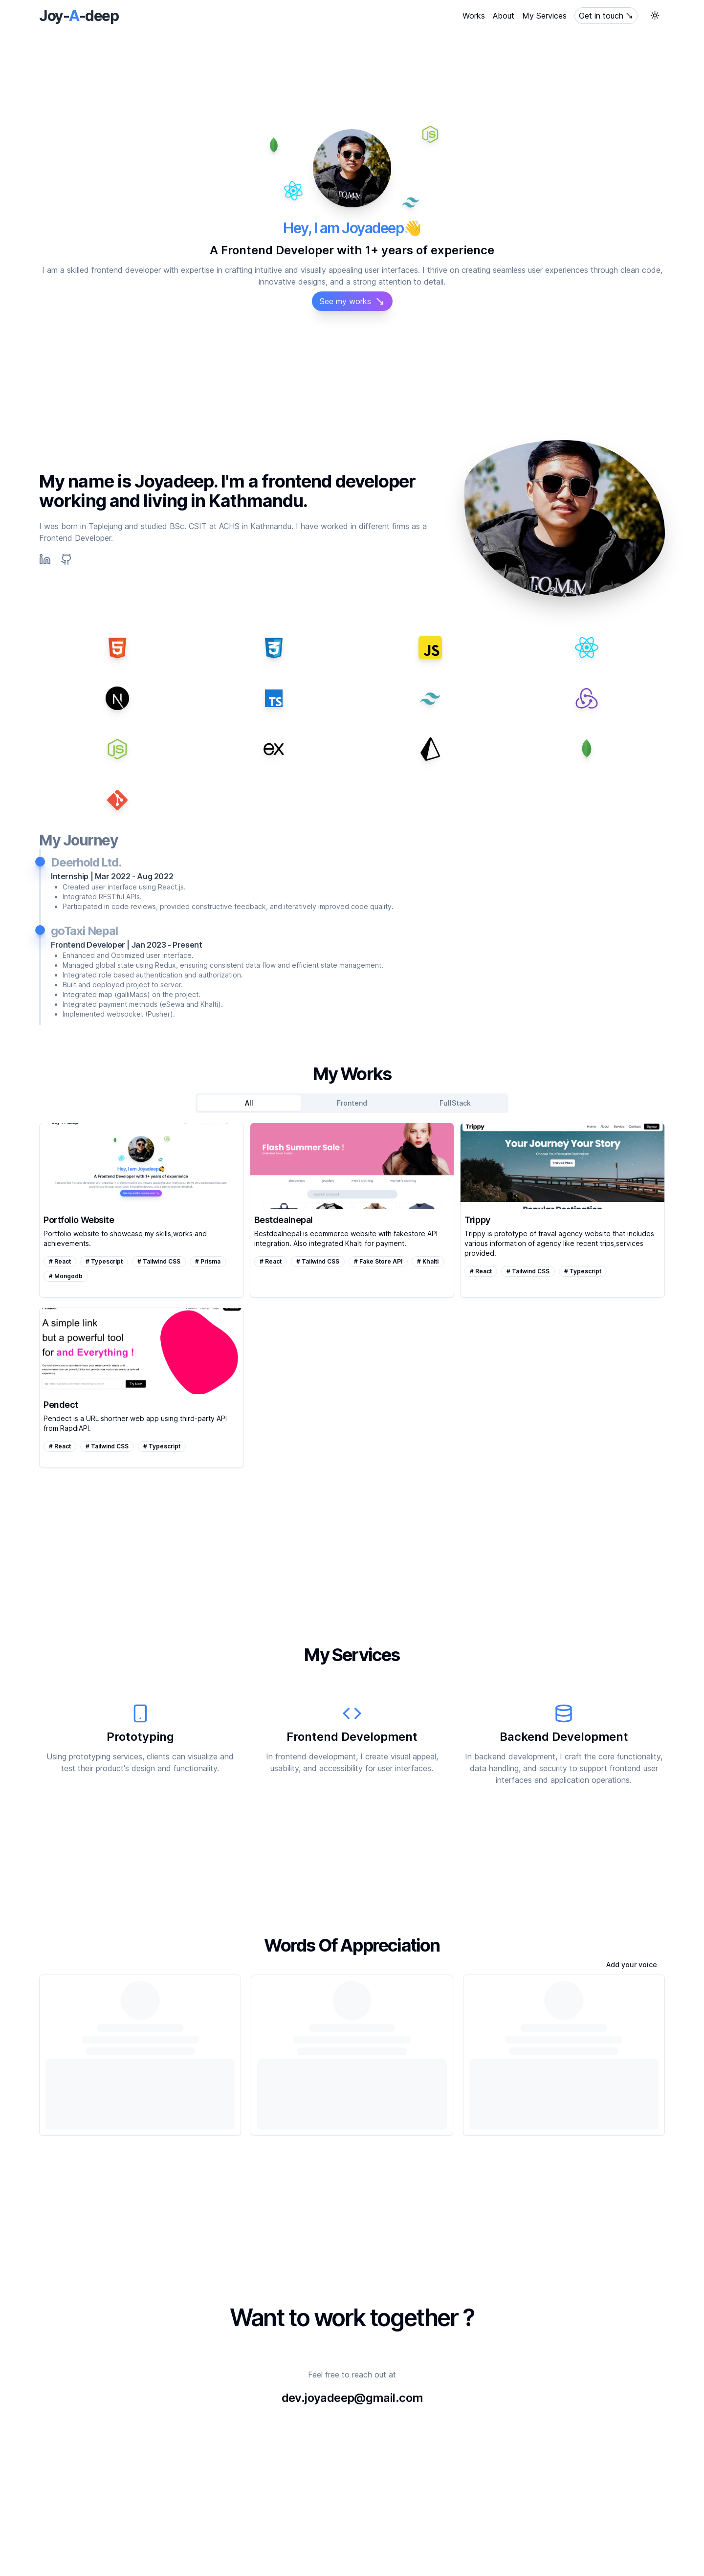 Joy-A-deep
Works About My Services Get in touch
Hey, I am Joyadeep👋
A Frontend Developer with 1+ years of experience
I am a skilled frontend developer with expertise in crafting intuitive and visually appealing user interfaces. I thrive on creating seamless user experiences through clean code,
innovative designs, and a strong attention to detail.
See my works
My name is Joyadeep. I'm a frontend developer
working and living in Kathmandu.
I was born in Taplejung and studied BSc. CSIT at ACHS in Kathmandu. I have worked in different firms as a
Frontend Developer.
JS
N TS
JS ex
My Journey
Deerhold Ltd.
Internship | Mar 2022 - Aug 2022
Created user interface using React.js.
Integrated RESTful APIs.
Participated in code reviews, provided constructive feedback, and iteratively improved code quality.
goTaxi Nepal
Frontend Developer | Jan 2023 - Present
Enhanced and Optimized user interface.
Managed global state using Redux, ensuring consistent data flow and efficient state management.
Integrated role based authentication and authorization.
Built and deployed project to server.
Integrated map (galliMaps) on the project.
Integrated payment methods (eSewa and Khalti).
Implemented websocket (Pusher).
My Works
All Frontend FullStack
Hey, I am Joyadeep
A Frontend Developer with 1+ years of experience
Portfolio Website
Portfolio website to showcase my skills,works and
achievements.
# React # Typescript # Tailwind CSS # Prisma
# Mongodb
Flash Summer Sale !
Bestdealnepal
Bestdealnepal is ecommerce website with fakestore API
integration. Also integrated Khalti for payment.
# React # Tailwind CSS # Fake Store API # Khalti
Trippy
Your Journey Your Story
Popular Destination
Trippy
Trippy is prototype of traval agency website that includes
various information of agency like recent trips,services
provided.
# React # Tailwind CSS # Typescript
A simple link
but a powerful tool
for and Everything !
Try Now
Pendect
Pendect is a URL shortner web app using third-party API
from RapdiAPI.
# React # Tailwind CSS # Typescript
My Services
Prototyping
Using prototyping services, clients can visualize and
test their product's design and functionality.
Frontend Development
In frontend development, I create visual appeal,
usability, and accessibility for user interfaces.
Backend Development
In backend development, I craft the core functionality,
data handling, and security to support frontend user
interfaces and application operations.
Words Of Appreciation
Add your voice
Want to work together ?
Feel free to reach out at
dev.joyadeep@gmail.com